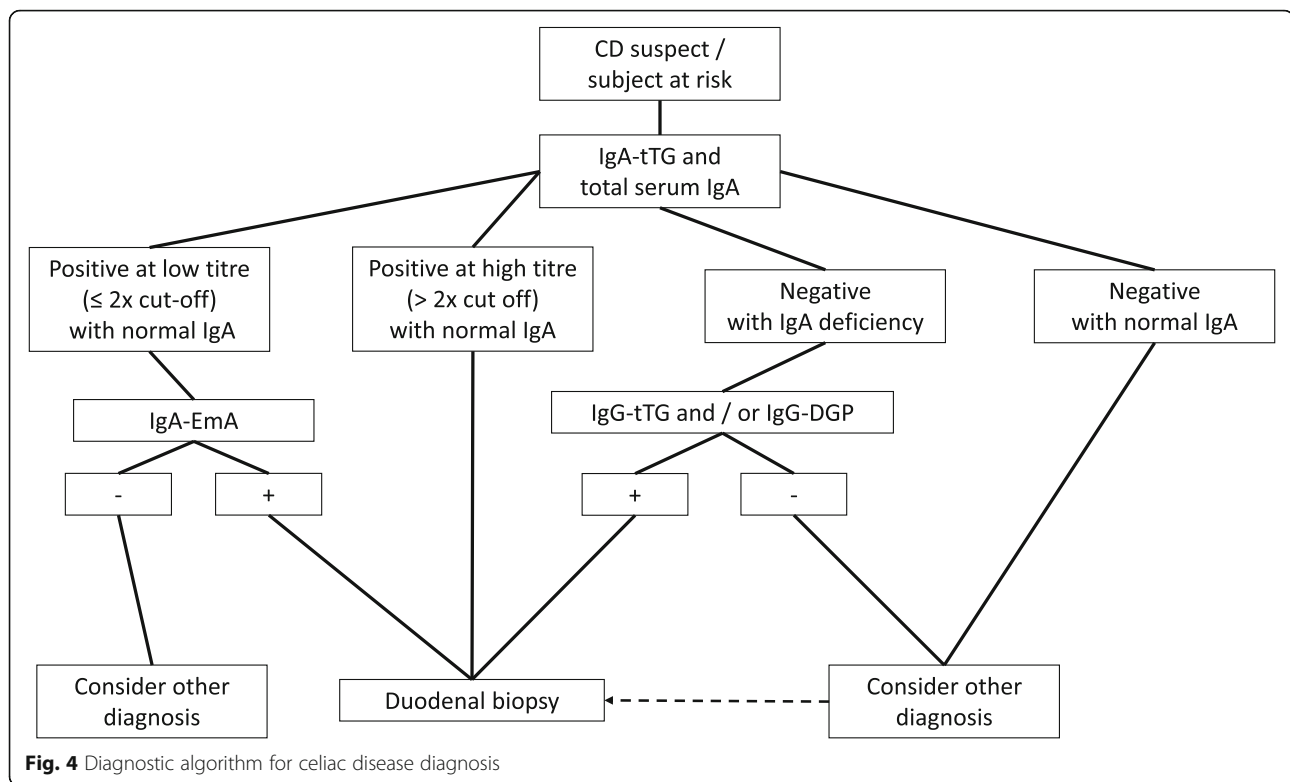 CD suspect /
subject at risk
IgA-tTG and
total serum IgA
Positive at low titre
(≤ 2x cut-off)
with normal IgA
Positive at high titre
(> 2x cut off)
with normal IgA
Negative
with IgA deficiency
Negative
with normal IgA
IgA-EmA
IgG-tTG and / or IgG-DGP
-
+
+
-
Consider other
diagnosis
Duodenal biopsy
Consider other
diagnosis
Fig. 4 Diagnostic algorithm for celiac disease diagnosis